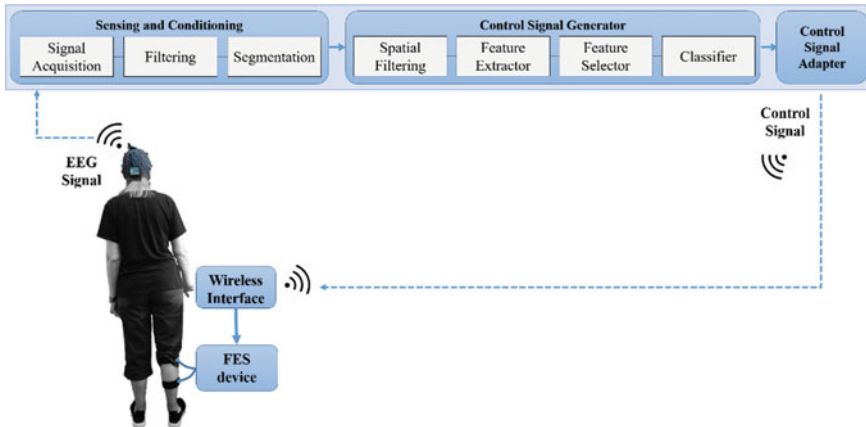 Sensing and Conditioning
Signal
Acquisition
Filtering
Segmentation
Control Signal Generator
Spatial
Filtering
Feature
Extractor
Feature
Selector
Classifier
Control
Signal
Adapter
EEG
Signal
Control
Signal
Wireless
Interface
FES
device